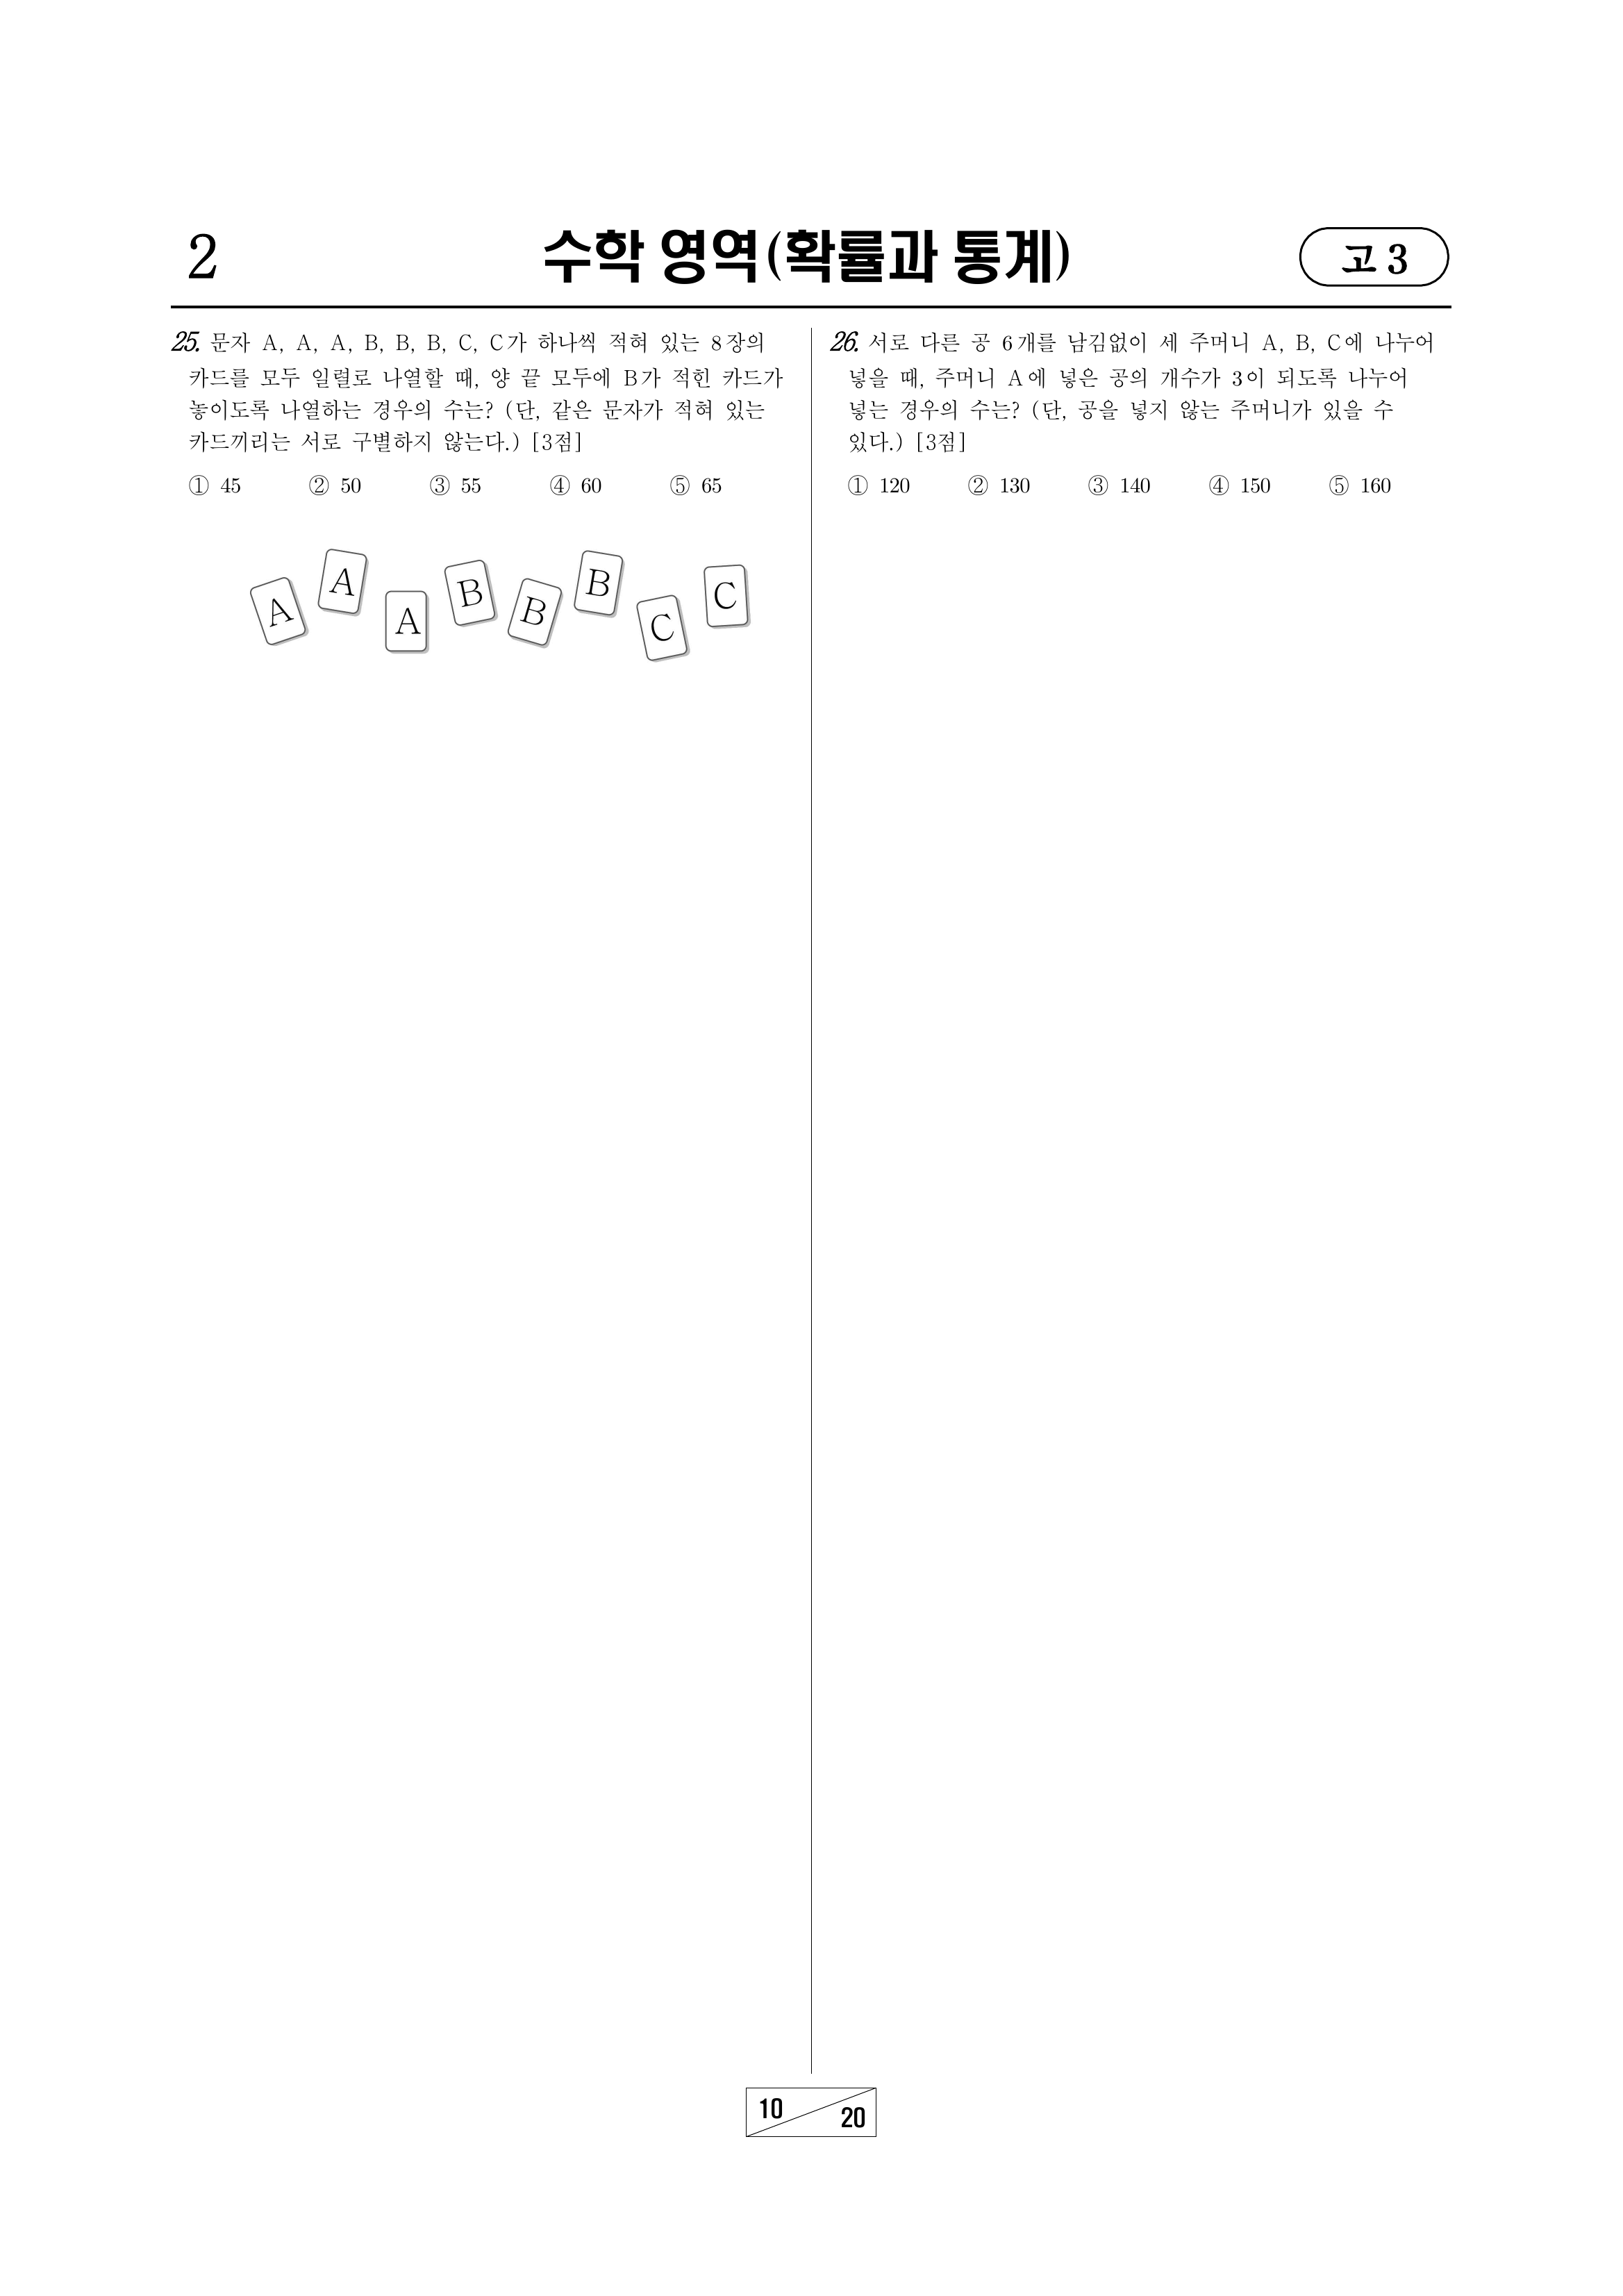 2
수학 영역(확률과 통계)
고 3
25. 문자 A, A, A, B, B, B, C, C가 하나씩 적혀 있는 8장의
카드를 모두 일렬로 나열할 때, 양 끝 모두에 B가 적힌 카드가
놓이도록 나열하는 경우의 수는? (단, 같은 문자가 적혀 있는
카드끼리는 서로 구별하지 않는다.) [3점]
① 45 ② 50 ③ 55 ④ 60 ⑤ 65
A A A B B B C C
26. 서로 다른 공 6개를 남김없이 세 주머니 A, B, C에 나누어
넣을 때, 주머니 A에 넣은 공의 개수가 3이 되도록 나누어
넣는 경우의 수는? (단, 공을 넣지 않는 주머니가 있을 수
있다.) [3점]
① 120 ② 130 ③ 140 ④ 150 ⑤ 160
10
20